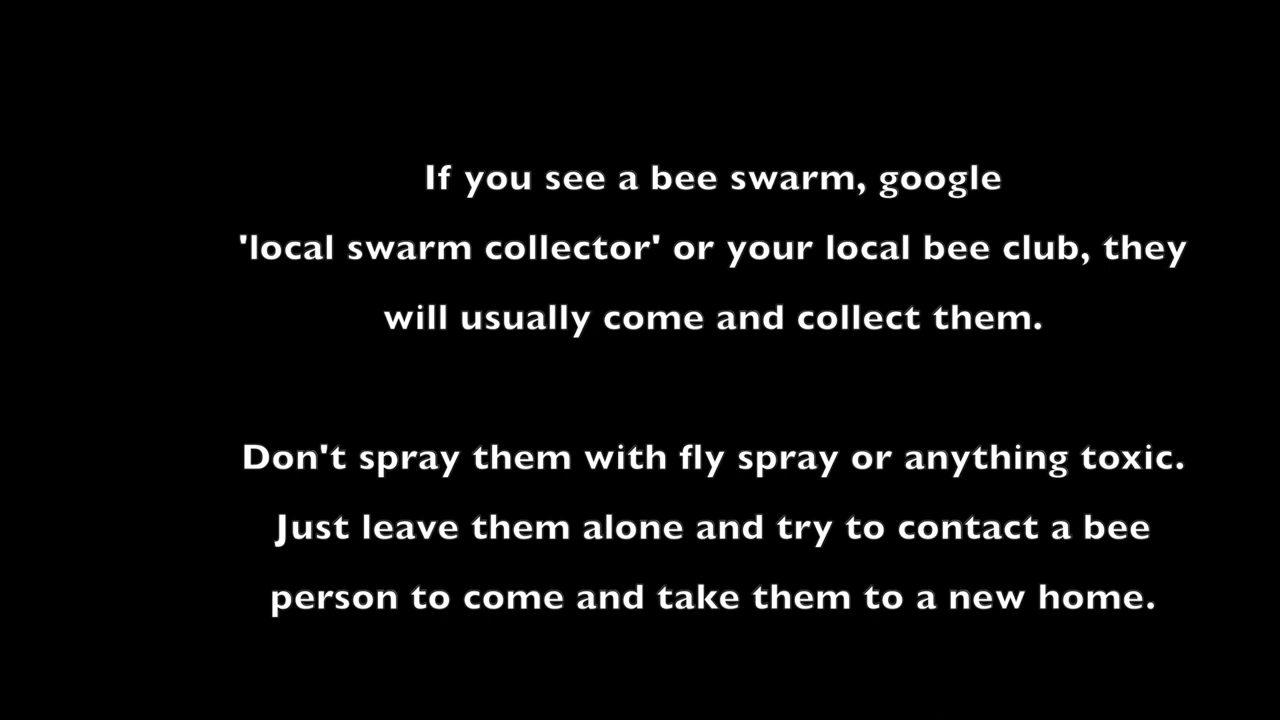 If you see a bee swarm, google
'local swarm collector' or your local bee club, they
will usually come and collect them.
Don't spray them with fly spray or anything toxic.
Just leave them alone and try to contact a bee
person to come and take them to a new home.